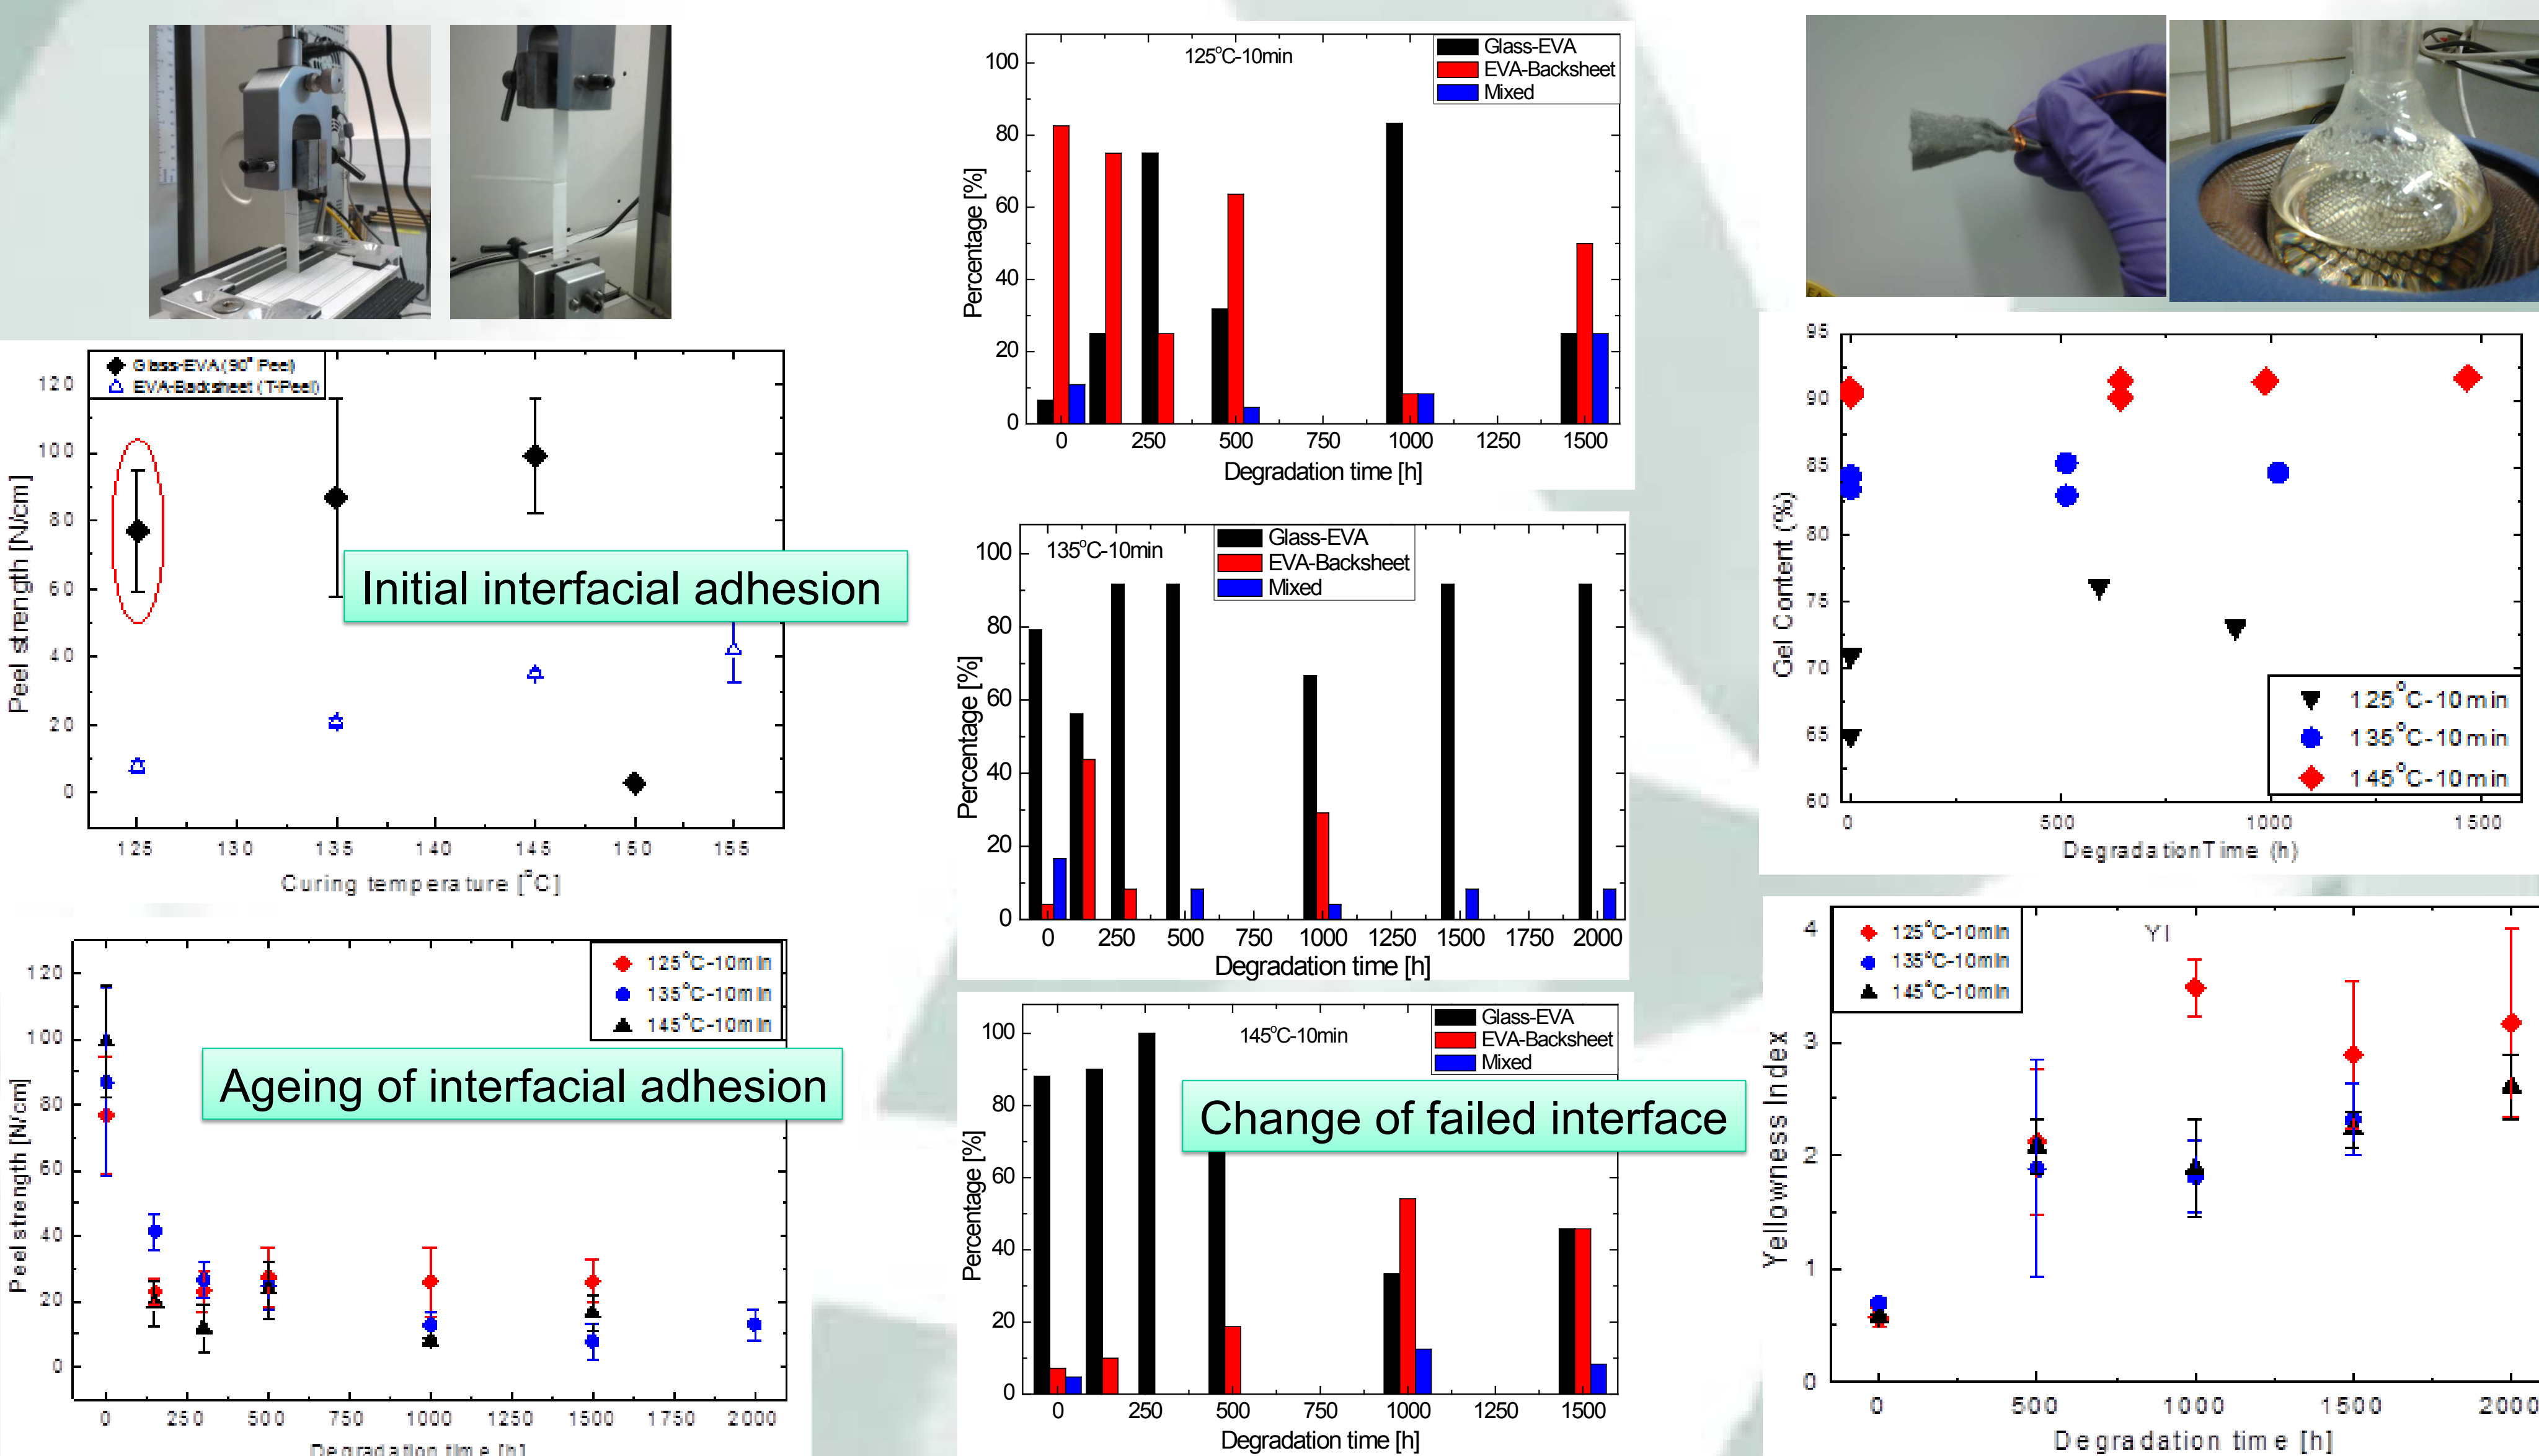 Glass-EVA (90° Peel)
EVA-Backsheet (T-Peel)
120
100
80
60
40
20
0
Peel strength [N/cm]
125 130 135 140 145 150 155
Curing temperature [°C]
Initial interfacial adhesion
125°C-10min
135°C-10min
145°C-10min
120
100
80
60
40
20
0
Peel strength [N/cm]
0 250 500 750 1000 1250 1500 1750 2000
Degradation time [h]
Ageing of interfacial adhesion
125°C-10min
Glass-EVA
EVA-Backsheet
Mixed
100
80
60
40
20
0
Percentage [%]
0 250 500 750 1000 1250 1500
Degradation time [h]
135°C-10min
Glass-EVA
EVA-Backsheet
Mixed
100
80
60
40
20
0
Percentage [%]
0 250 500 750 1000 1250 1500 1750 2000
Degradation time [h]
145°C-10min
Glass-EVA
EVA-Backsheet
Mixed
100
80
60
40
20
0
Percentage [%]
0 250 500 750 1000 1250 1500
Degradation time [h]
Change of failed interface
95
90
85
80
75
70
65
60
Gel Content (%)
125°C-10min
135°C-10min
145°C-10min
0 500 1000 1500
Degradation Time (h)
125°C-10min
135°C-10min
145°C-10min
YI
4
3
2
1
0
Yellowness Index
0 500 1000 1500 2000
Degradation time [h]